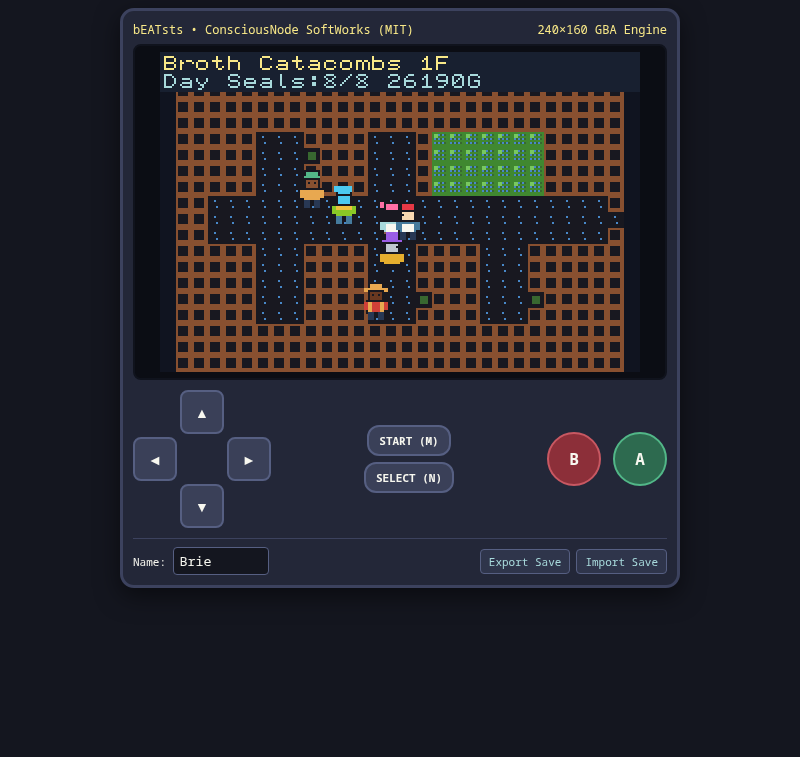 bEATsts • ConsciousNode SoftWorks (MIT)
240×160 GBA Engine
Broth Catacombs 1F
Day Seals:8/8 26190G
▲
◄
►
▼
START (M)
SELECT (N)
B
A
Name:
Brie
Export Save
Import Save